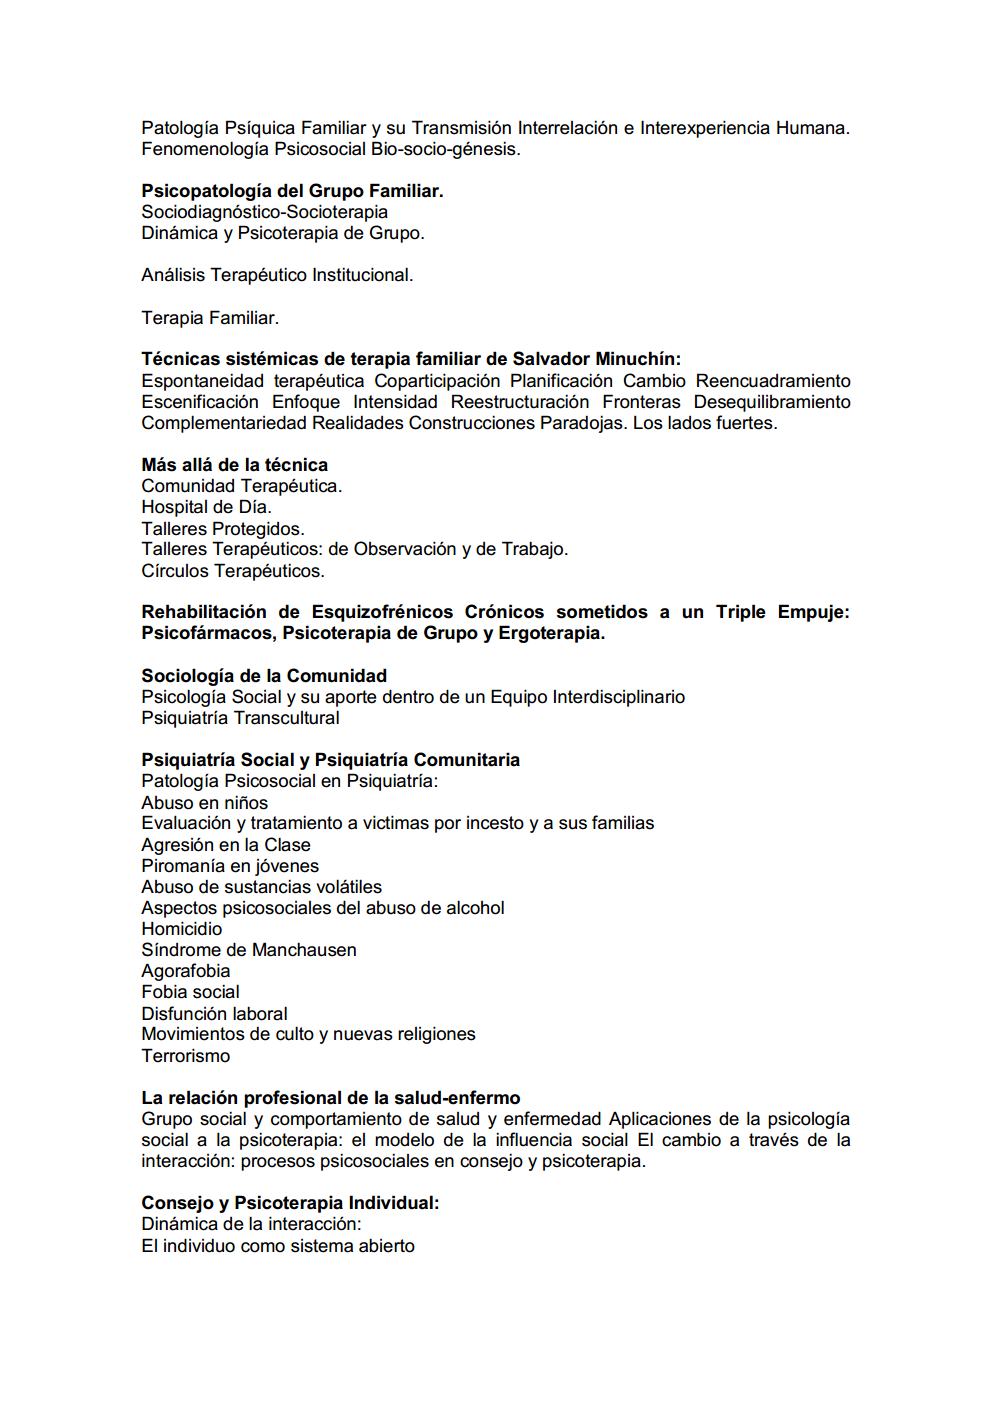 Patología Psíquica Familiar y su Transmisión Interrelación e Interexperiencia Humana.
Fenomenología Psicosocial Bio-socio-génesis.
Psicopatología del Grupo Familiar.
Sociodiagnóstico-Socioterapia
Dinámica y Psicoterapia de Grupo.
Análisis Terapéutico Institucional.
Terapia Familiar.
Técnicas sistémicas de terapia familiar de Salvador Minuchín:
Espontaneidad terapéutica Coparticipación Planificación Cambio Reencuadramiento
Escenificación Enfoque Intensidad Reestructuración Fronteras Desequilibramiento
Complementariedad Realidades Construcciones Paradojas. Los lados fuertes.
Más allá de la técnica
Comunidad Terapéutica.
Hospital de Día.
Talleres Protegidos.
Talleres Terapéuticos: de Observación y de Trabajo.
Círculos Terapéuticos.
Rehabilitación de Esquizofrénicos Crónicos sometidos a un Triple Empuje:
Psicofármacos, Psicoterapia de Grupo y Ergoterapia.
Sociología de la Comunidad
Psicología Social y su aporte dentro de un Equipo Interdisciplinario
Psiquiatría Transcultural
Psiquiatría Social y Psiquiatría Comunitaria
Patología Psicosocial en Psiquiatría:
Abuso en niños
Evaluación y tratamiento a victimas por incesto y a sus familias
Agresión en la Clase
Piromanía en jóvenes
Abuso de sustancias volátiles
Aspectos psicosociales del abuso de alcohol
Homicidio
Síndrome de Manchausen
Agorafobia
Fobia social
Disfunción laboral
Movimientos de culto y nuevas religiones
Terrorismo
La relación profesional de la salud-enfermo
Grupo social y comportamiento de salud y enfermedad Aplicaciones de la psicología
social a la psicoterapia: el modelo de la influencia social El cambio a través de la
interacción: procesos psicosociales en consejo y psicoterapia.
Consejo y Psicoterapia Individual:
Dinámica de la interacción:
El individuo como sistema abierto